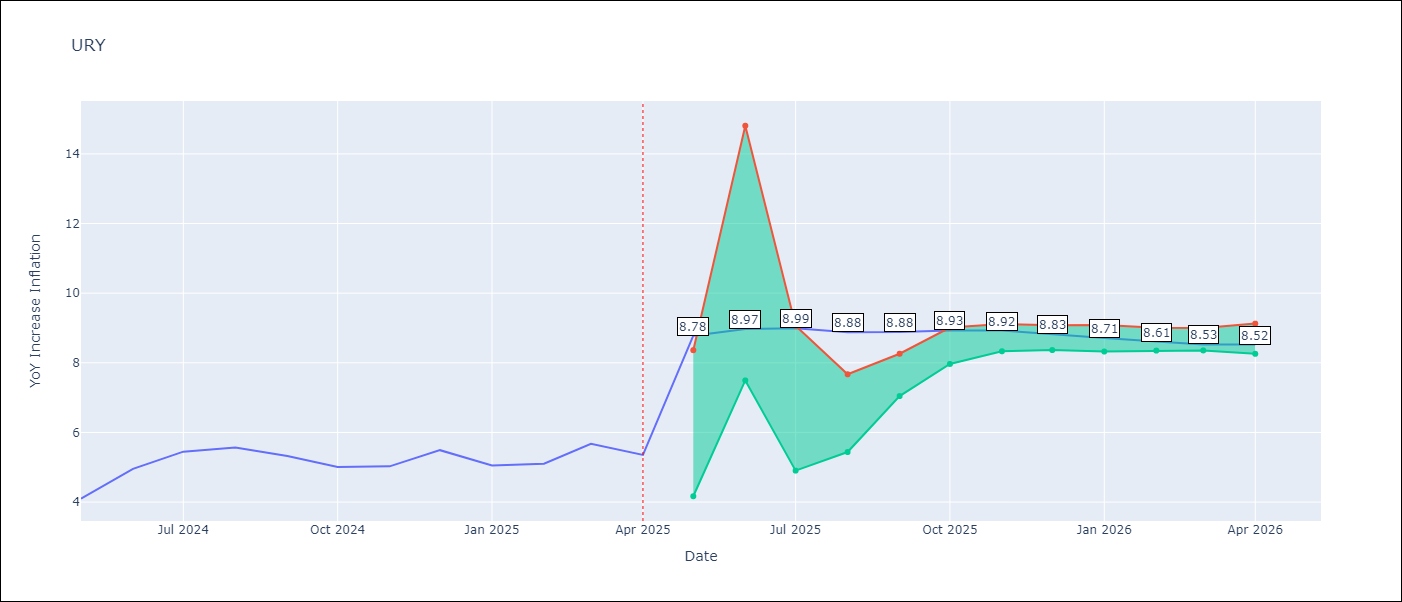 URY
YoY Increase Inflation
14
12
10
8
6
4
8.78
8.97
8.99
8.88
8.88
8.93
8.92
8.83
8.71
8.61
8.53
8.52
Jul 2024
Oct 2024
Jan 2025
Apr 2025
Jul 2025
Oct 2025
Jan 2026
Apr 2026
Date